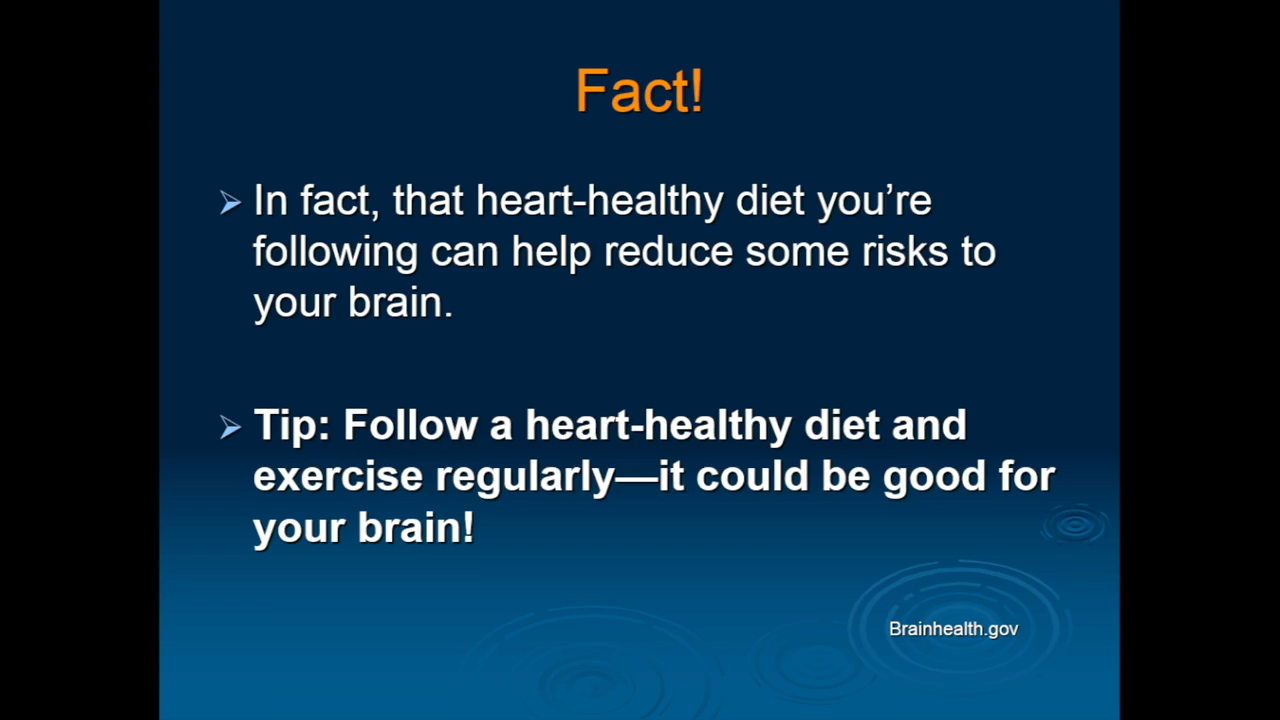 Fact!
In fact, that heart-healthy diet you’re
following can help reduce some risks to
your brain.
Tip: Follow a heart-healthy diet and
exercise regularly—it could be good for
your brain!
Brainhealth.gov